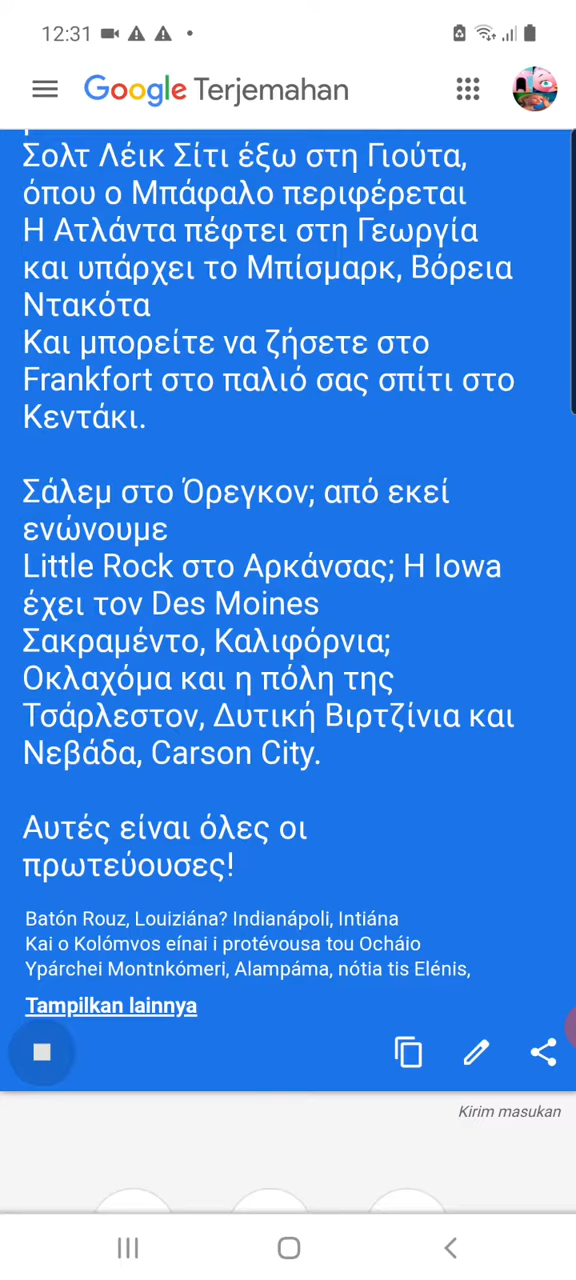 12:31
Google Terjemahan
Σολτ Λέικ Σίτι έξω στη Γιούτα,
όπου ο Μπάφαλο περιφέρεται
Η Ατλάντα πέφτει στη Γεωργία
και υπάρχει το Μπίσμαρκ, Βόρεια
Ντακότα
Και μπορείτε να ζήσετε στο
Frankfort στο παλιό σας σπίτι στο
Κεντάκι.
Σάλεμ στο Όρεγκον; από εκεί
ενώνουμε
Little Rock στο Αρκάνσας; Η Iowa
έχει τον Des Moines
Σακραμέντο, Καλιφόρνια;
Οκλαχόμα και η πόλη της
Τσάρλεστον, Δυτική Βιρτζίνια και
Νεβάδα, Carson City.
Αυτές είναι όλες οι
πρωτεύουσες!
Batón Rouz, Louiziána? Indianápoli, Intiána
Kai o Kolómvos eínai i protévousa tou Ocháio
Ypárchei Montnkómeri, Alampáma, nótia tis Elénis,
Tampilkan lainnya
Kirim masukan